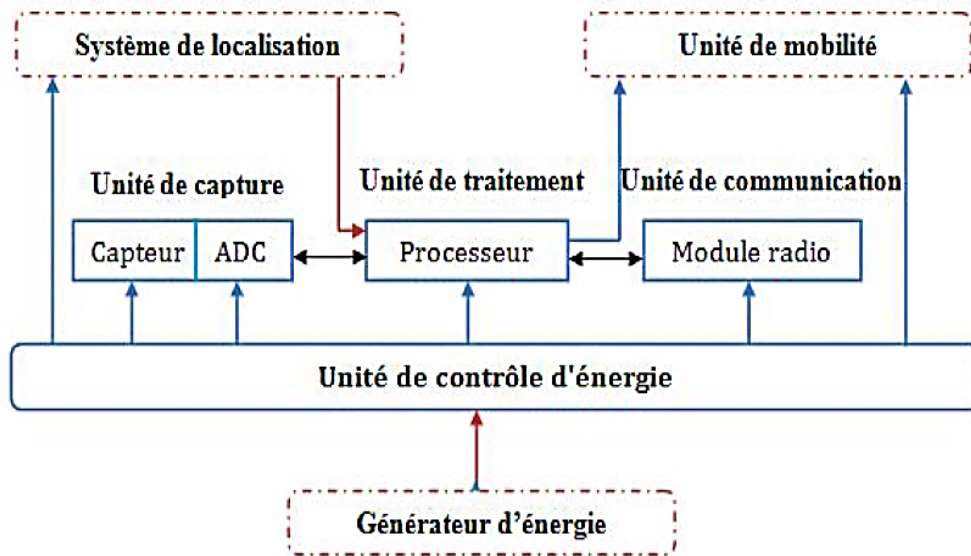 Système de localisation
Unité de mobilité
Unité de capture
Unité de traitement
Unité de communication
Capteur
ADC
Processeur
Module radio
Unité de contrôle d'énergie
Générateur d’énergie